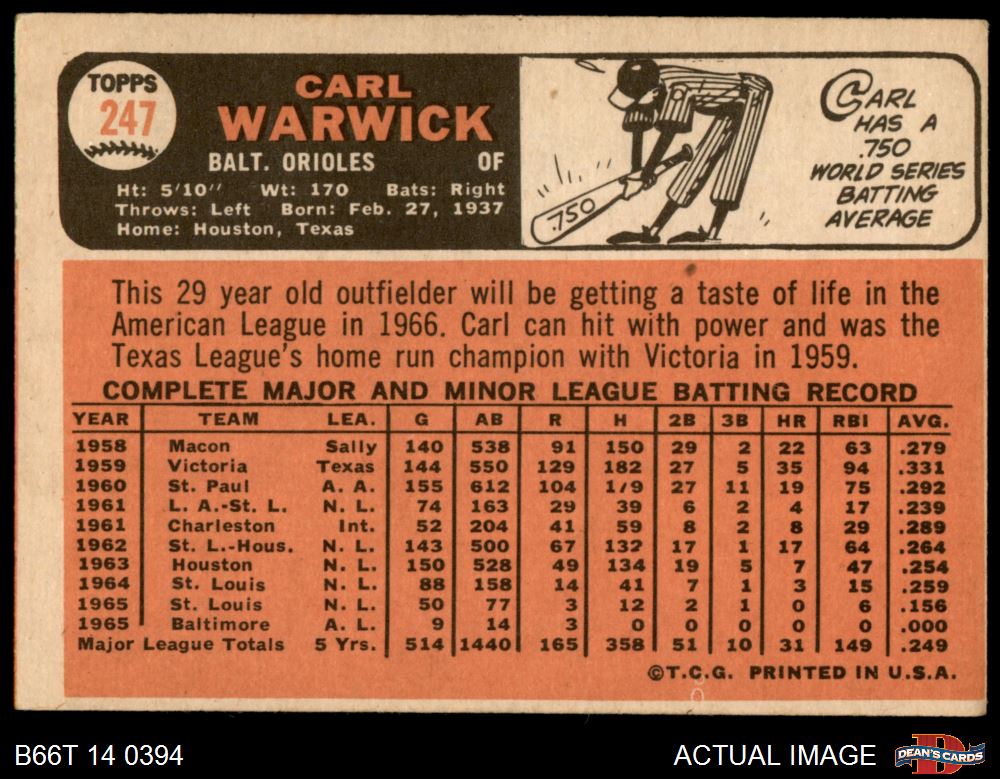 TOPPS
247
CARL
WARWICK
BALT. ORIOLES OF
Ht: 5'10" Wt: 170 Bats: Right
Throws: Left Born: Feb. 27, 1937
Home: Houston, Texas
.750
CARL
HAS A
.750
WORLD SERIES
BATTING
AVERAGE
This 29 year old outfielder will be getting a taste of life in the
American League in 1966. Carl can hit with power and was the
Texas League's home run champion with Victoria in 1959.
COMPLETE MAJOR AND MINOR LEAGUE BATTING RECORD
YEAR TEAM LEA. G AB R H 2B 3B HR RBI AVG.
1958 Macon Sally 140 538 91 150 29 2 22 63 .279
1959 Victoria Texas 144 550 129 182 27 5 35 94 .331
1960 St. Paul A. A. 155 612 104 179 27 11 19 75 .292
1961 L. A.-St. L. N. L. 74 163 29 39 6 2 4 17 .239
1961 Charleston Int. 52 204 41 59 8 2 8 29 .289
1962 St. L.-Hous. N. L. 143 500 67 132 17 1 17 64 .264
1963 Houston N. L. 150 528 49 134 19 5 7 47 .254
1964 St. Louis N. L. 88 158 14 41 7 1 3 15 .259
1965 St. Louis N. L. 50 77 3 12 2 1 0 6 .156
1965 Baltimore A. L. 9 14 3 0 0 0 0 0 .000
Major League Totals 5 Yrs. 514 1440 165 358 51 10 31 149 .249
©T.C.G. PRINTED IN U.S.A.
B66T 14 0394 ACTUAL IMAGE DEAN'S CARDS